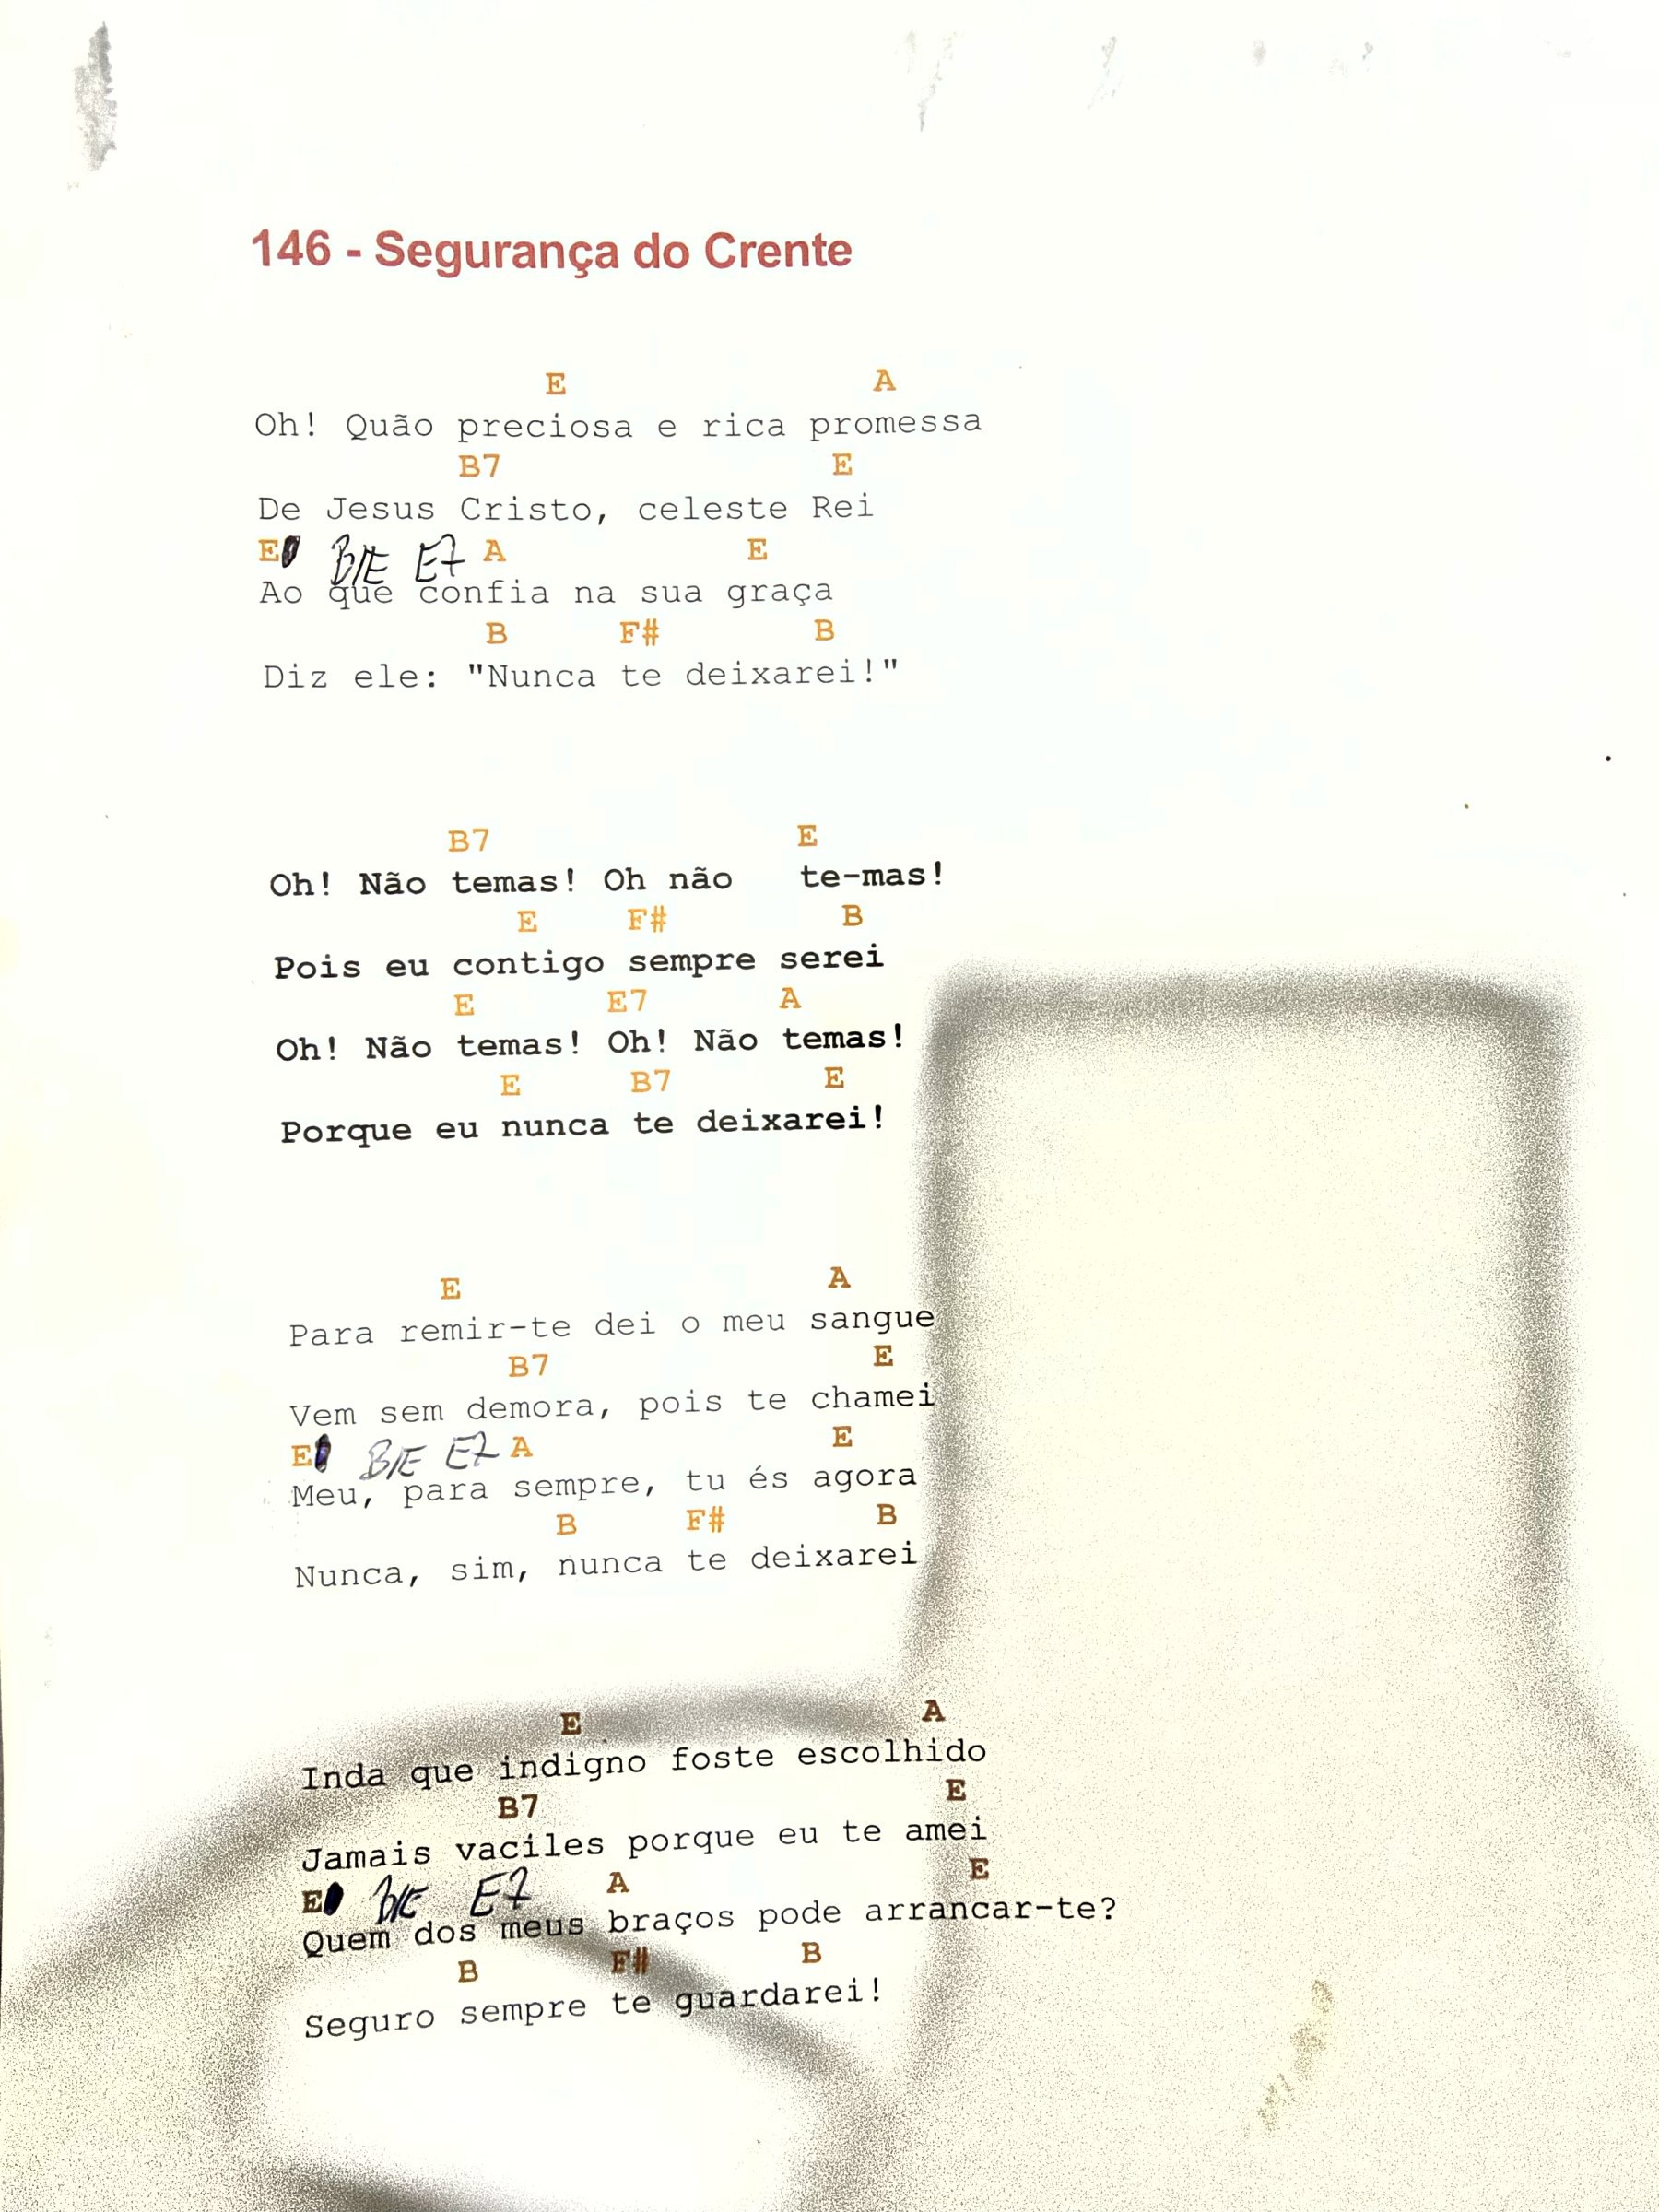 146 - Segurança do Crente
E A
Oh! Quão preciosa e rica promessa
B7 E
De Jesus Cristo, celeste Rei
E B/E E7 A E
Ao que confia na sua graça
B F# B
Diz ele: "Nunca te deixarei!"
B7 E
Oh! Não temas! Oh não te-mas!
E F# B
Pois eu contigo sempre serei
E E7 A
Oh! Não temas! Oh! Não temas!
E B7 E
Porque eu nunca te deixarei!
E A
Para remir-te dei o meu sangue
B7 E
Vem sem demora, pois te chamei
E B/E E7 A E
Meu, para sempre, tu és agora
B F# B
Nunca, sim, nunca te deixarei
E A
Inda que indigno foste escolhido
B7 E
Jamais vaciles porque eu te amei
E B/E E7 A E
Quem dos meus braços pode arrancar-te?
B F# B
Seguro sempre te guardarei!